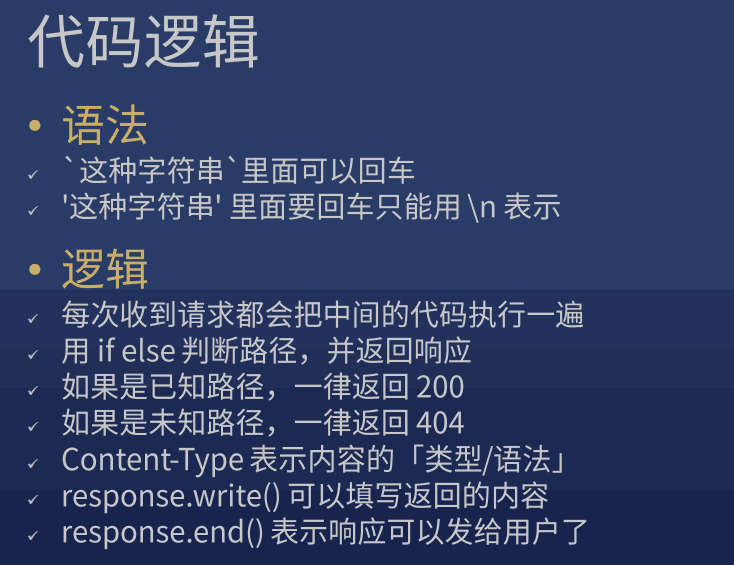 代码逻辑
• 语法
✓ `这种字符串`里面可以回车
✓ '这种字符串' 里面要回车只能用 \n 表示
• 逻辑
✓ 每次收到请求都会把中间的代码执行一遍
✓ 用 if else 判断路径，并返回响应
✓ 如果是已知路径，一律返回 200
✓ 如果是未知路径，一律返回 404
✓ Content-Type 表示内容的「类型/语法」
✓ response.write() 可以填写返回的内容
✓ response.end() 表示响应可以发给用户了